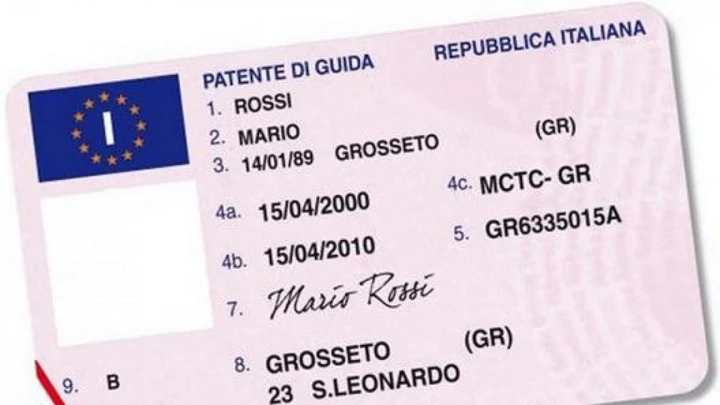 PATENTE DI GUIDA REPUBBLICA ITALIANA
I
1. ROSSI
2. MARIO
3. 14/01/89 GROSSETO (GR)
4a. 15/04/2000 4c. MCTC- GR
4b. 15/04/2010 5. GR6335015A
7. Mario Rossi
8. GROSSETO (GR)
23 S.LEONARDO
9. B